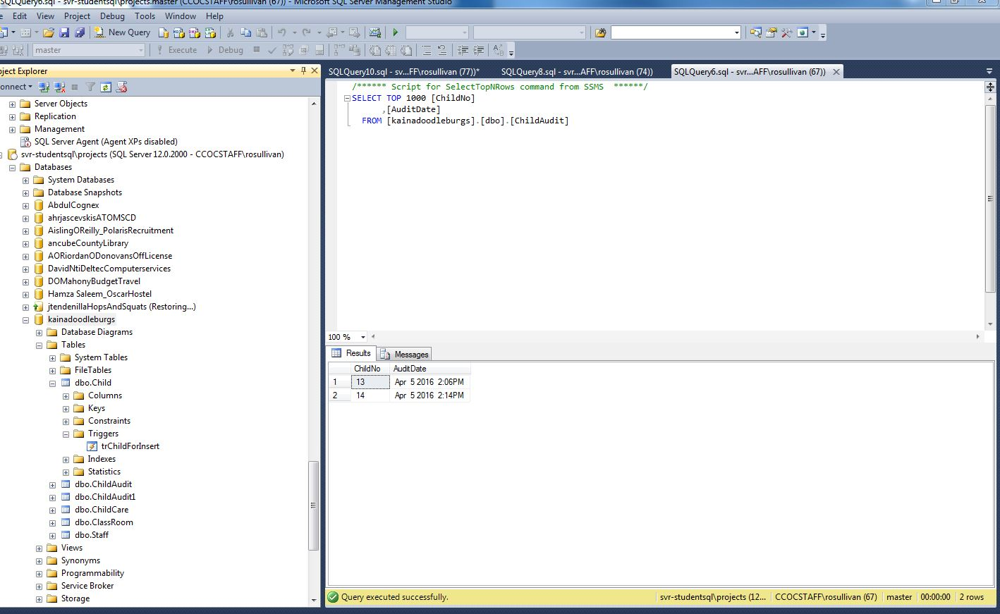 SQLQuery6.sql - svr-studentsql\projects.master (CCOCSTAFF\rosullivan (67)) - Microsoft SQL Server Management Studio
Edit View Project Debug Tools Window Help
New Query
master Execute Debug
bject Explorer
onnect
Server Objects
Replication
Management
SQL Server Agent (Agent XPs disabled)
svr-studentsql\projects (SQL Server 12.0.2000 - CCOCSTAFF\rosullivan)
Databases
System Databases
Database Snapshots
AbdulCognex
ahrjascevskisATOMSCD
AislingOReilly_PolarisRecruitment
ancubeCountyLibrary
AORiordanODonovansOffLicense
DavidNtiDeltecComputerservices
DOMahonyBudgetTravel
Hamza Saleem_OscarHostel
jtendenillaHopsAndSquats (Restoring...)
kainadoodleburgs
Database Diagrams
Tables
System Tables
FileTables
dbo.Child
Columns
Keys
Constraints
Triggers
trChildForInsert
Indexes
Statistics
dbo.ChildAudit
dbo.ChildAudit1
dbo.ChildCare
dbo.ClassRoom
dbo.Staff
Views
Synonyms
Programmability
Service Broker
Storage
SQLQuery10.sql - sv...FF\rosullivan (77))* SQLQuery8.sql - svr...AFF\rosullivan (74)) SQLQuery6.sql - svr...AFF\rosullivan (67))
/****** Script for SelectTopNRows command from SSMS ******/
SELECT TOP 1000 [ChildNo]
,[AuditDate]
FROM [kainadoodleburgs].[dbo].[ChildAudit]
100 %
Results Messages
ChildNo AuditDate
1 13 Apr 5 2016 2:06PM
2 14 Apr 5 2016 2:14PM
Query executed successfully. svr-studentsql\projects (12... CCOCSTAFF\rosullivan (67) master 00:00:00 2 rows